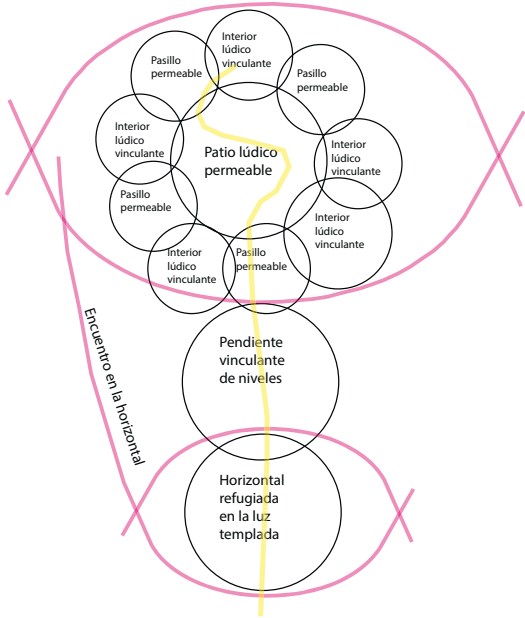 Interior
lúdico
vinculante
Pasillo
permeable
Pasillo
permeable
Interior
lúdico
vinculante
Patio lúdico
permeable
Interior
lúdico
vinculante
Pasillo
permeable
Interior
lúdico
vinculante
Interior
lúdico
vinculante
Pasillo
permeable
Encuentro en la horizontal
Pendiente
vinculante
de niveles
Horizontal
refugiada
en la luz
templada